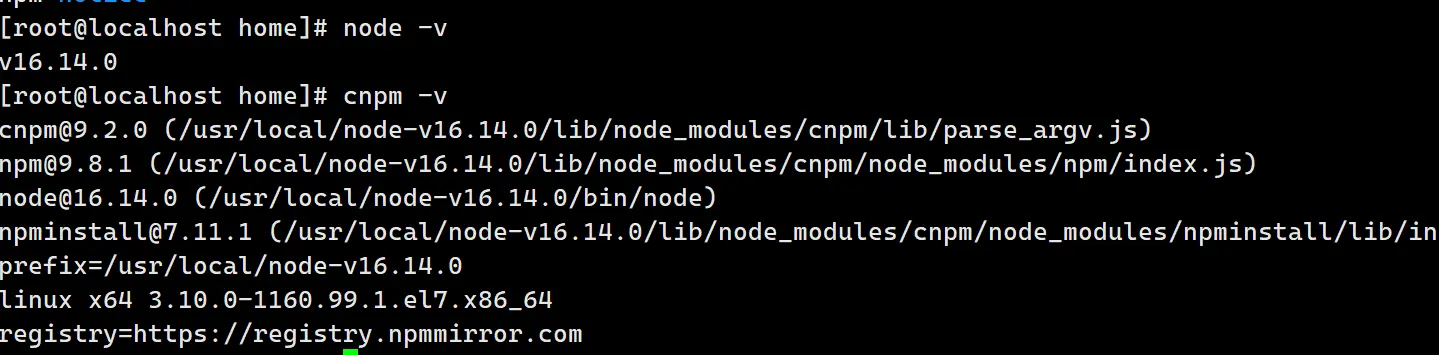 npm notice
[root@localhost home]# node -v
v16.14.0
[root@localhost home]# cnpm -v
cnpm@9.2.0 (/usr/local/node-v16.14.0/lib/node_modules/cnpm/lib/parse_argv.js)
npm@9.8.1 (/usr/local/node-v16.14.0/lib/node_modules/cnpm/node_modules/npm/index.js)
node@16.14.0 (/usr/local/node-v16.14.0/bin/node)
npminstall@7.11.1 (/usr/local/node-v16.14.0/lib/node_modules/cnpm/node_modules/npminstall/lib/in
prefix=/usr/local/node-v16.14.0
linux x64 3.10.0-1160.99.1.el7.x86_64
registry=https://registry.npmmirror.com